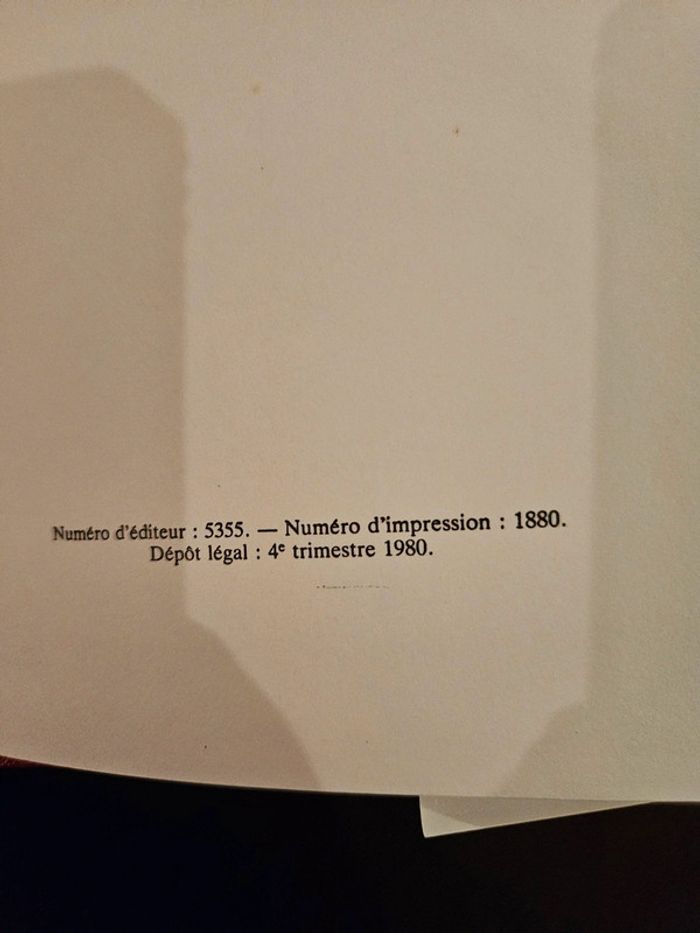 Numéro d'éditeur : 5355. — Numéro d'impression : 1880.
Dépôt légal : 4e trimestre 1980.